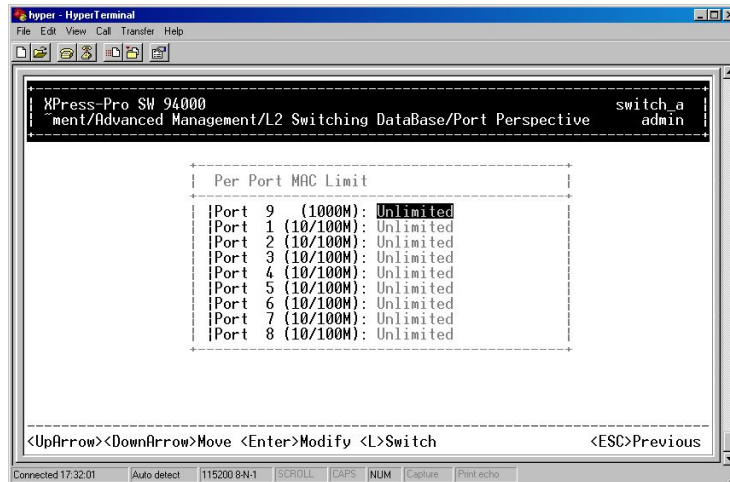 hyper - HyperTerminal
File Edit View Call Transfer Help
XPress-Pro SW 94000 switch_a
~ment/Advanced Management/L2 Switching DataBase/Port Perspective admin
Per Port MAC Limit
|Port 9 (1000M): Unlimited
|Port 1 (10/100M): Unlimited
|Port 2 (10/100M): Unlimited
|Port 3 (10/100M): Unlimited
|Port 4 (10/100M): Unlimited
|Port 5 (10/100M): Unlimited
|Port 6 (10/100M): Unlimited
|Port 7 (10/100M): Unlimited
|Port 8 (10/100M): Unlimited
<UpArrow><DownArrow>Move <Enter>Modify <L>Switch <ESC>Previous
Connected 17:32:01 Auto detect 115200 8-N-1 SCROLL CAPS NUM Capture Print echo